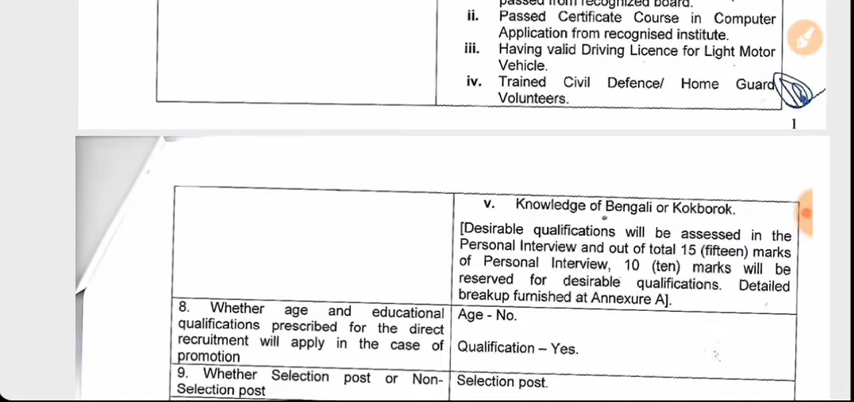 passed from recognized board.
ii. Passed Certificate Course in Computer
Application from recognised institute.
iii. Having valid Driving Licence for Light Motor
Vehicle.
iv. Trained Civil Defence/ Home Guard
Volunteers.
1
v. Knowledge of Bengali or Kokborok.
[Desirable qualifications will be assessed in the
Personal Interview and out of total 15 (fifteen) marks
of Personal Interview, 10 (ten) marks will be
reserved for desirable qualifications. Detailed
breakup furnished at Annexure A].
8. Whether age and educational
qualifications prescribed for the direct
recruitment will apply in the case of
promotion
Age - No.
Qualification – Yes.
9. Whether Selection post or Non-
Selection post
Selection post.